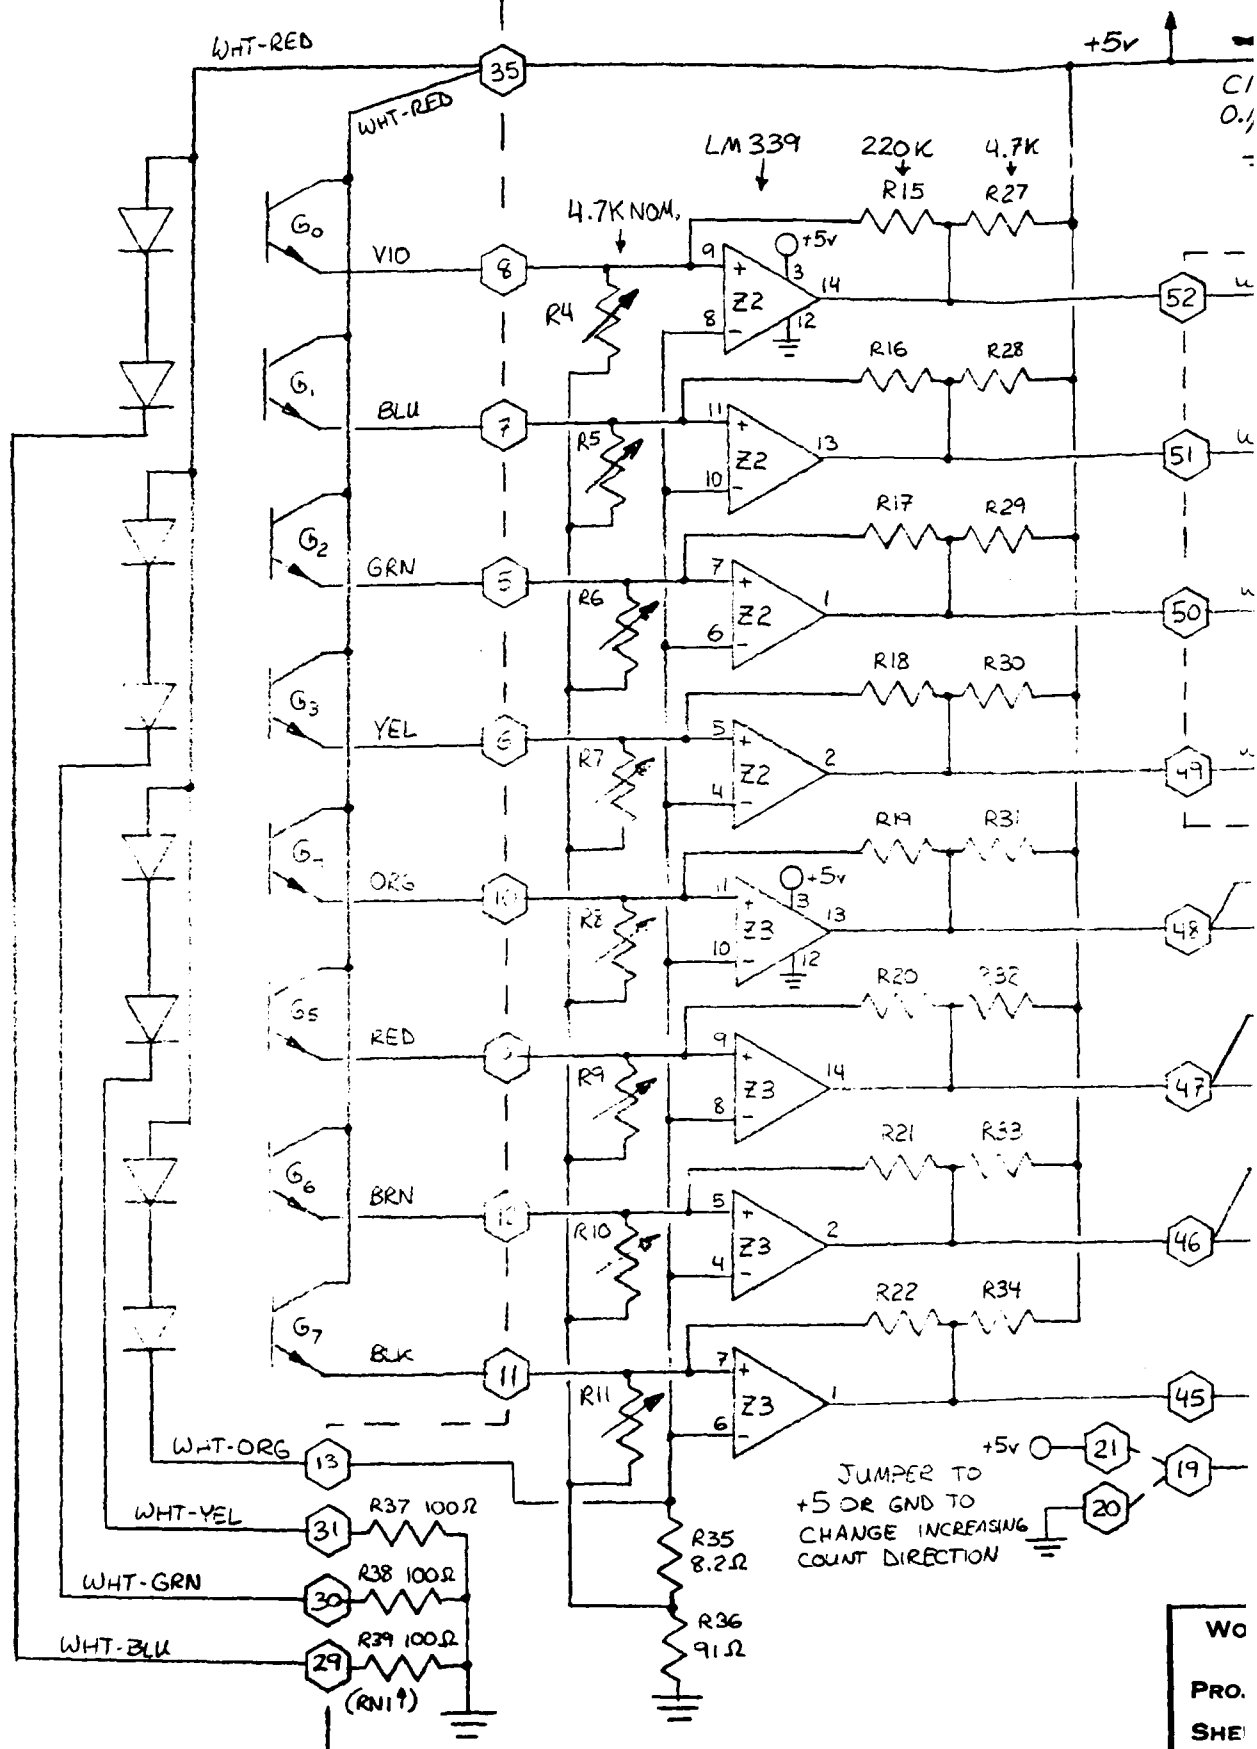 WHT-RED
35
+5v
WHT-RED
0.1
LM339
220K
4.7K
R15
R27
4.7K NOM.
G0
VIO
8
9
+
+5v
3
Z2
14
12
8
-
52
R4
R16
R28
G1
BLU
7
R5
11
+
13
Z2
10
-
51
R17
R29
G2
GRN
5
R6
7
+
1
Z2
6
-
50
R18
R30
G3
YEL
6
R7
5
+
2
Z2
4
-
49
R19
R31
ORG
10
11
+
+5v
3
13
Z3
10
-
12
48
R20
R32
G5
RED
R9
9
+
14
Z3
8
-
47
R21
R33
G6
BRN
12
R10
5
+
2
Z3
4
-
46
R22
R34
G7
BLK
11
R11
7
+
1
Z3
6
-
45
WHT-ORG
13
+5v
21
19
20
JUMPER TO
+5 OR GND TO
CHANGE INCREASING
COUNT DIRECTION
WHT-YEL
31
R37 100Ω
R35
8.2Ω
WHT-GRN
30
R38 100Ω
R36
91Ω
WHT-BLU
29
R39 100Ω
(RN1↑)
WO
PRO.
SHE